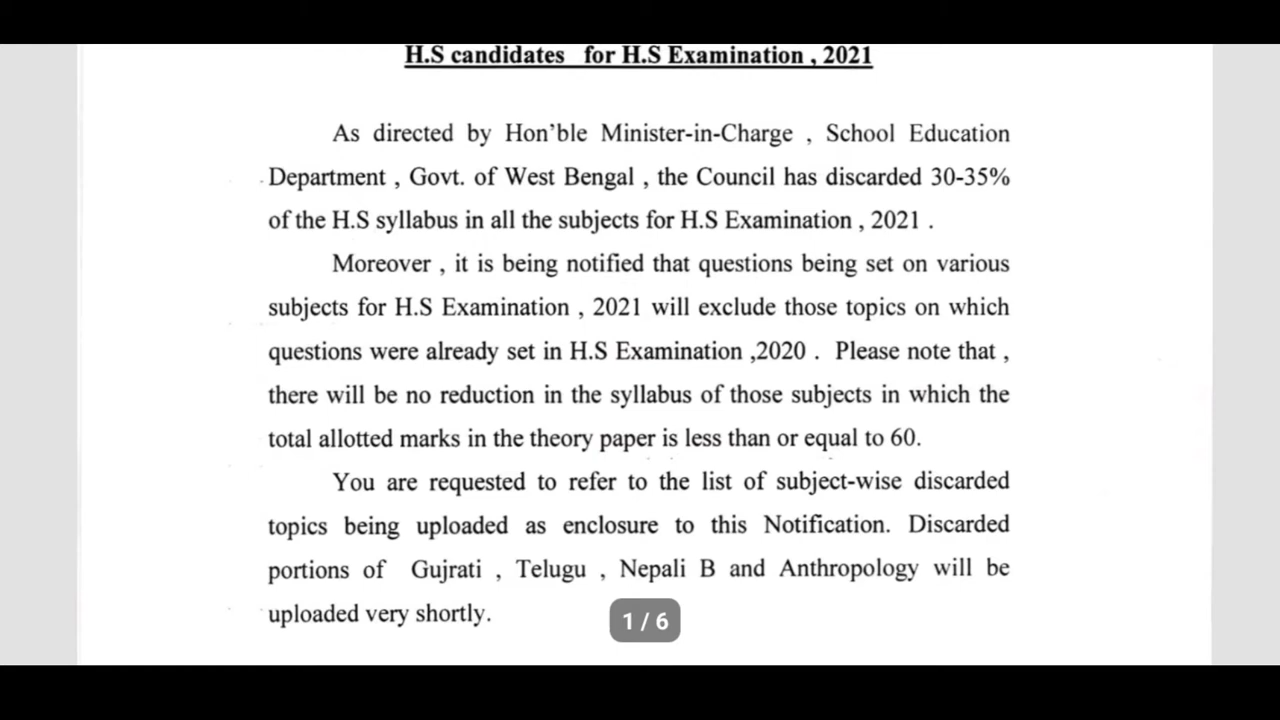 H.S candidates for H.S Examination , 2021
As directed by Hon’ble Minister-in-Charge , School Education
Department , Govt. of West Bengal , the Council has discarded 30-35%
of the H.S syllabus in all the subjects for H.S Examination , 2021 .
Moreover , it is being notified that questions being set on various
subjects for H.S Examination , 2021 will exclude those topics on which
questions were already set in H.S Examination ,2020 . Please note that ,
there will be no reduction in the syllabus of those subjects in which the
total allotted marks in the theory paper is less than or equal to 60.
You are requested to refer to the list of subject-wise discarded
topics being uploaded as enclosure to this Notification. Discarded
portions of Gujrati , Telugu , Nepali B and Anthropology will be
uploaded very shortly.
1 / 6